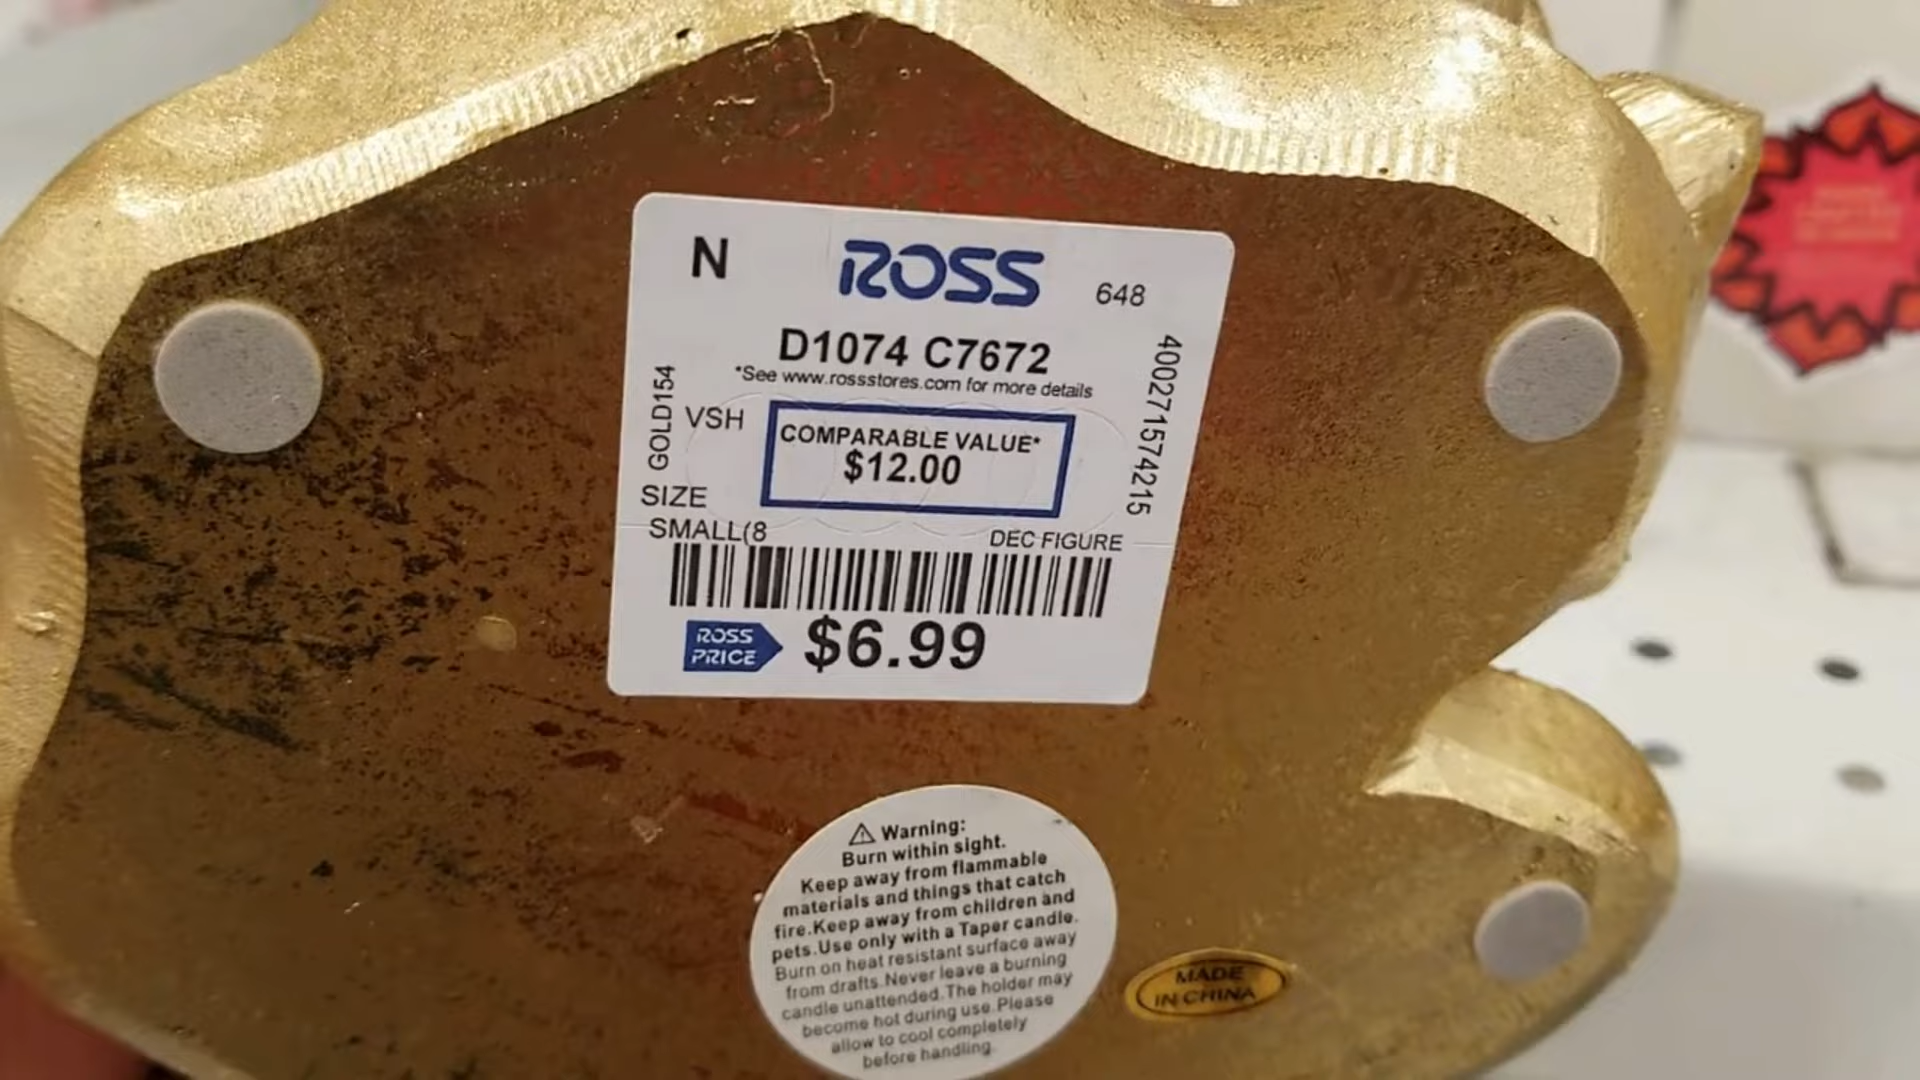 N ROSS 648
D1074 C7672
*See www.rossstores.com for more details
GOLD154
VSH
COMPARABLE VALUE*
$12.00
400271574215
SIZE
SMALL(8
DEC FIGURE
ROSS
PRICE
$6.99
⚠ Warning:
Burn within sight.
Keep away from flammable
materials and things that catch
fire.Keep away from children and
pets.Use only with a Taper candle.
Burn on heat resistant surface away
from drafts.Never leave a burning
candle unattended.The holder may
become hot during use.Please
allow to cool completely
before handling.
MADE
IN CHINA